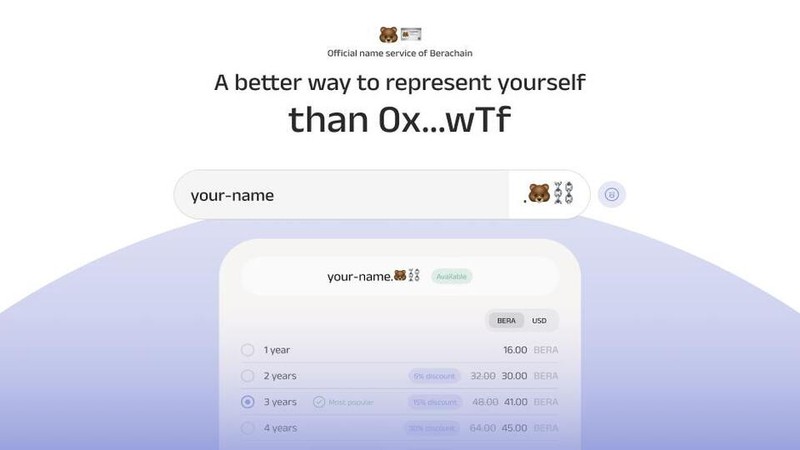 Official name service of Berachain
A better way to represent yourself
than 0x...wTf
your-name
.🐻⛓️⛓️
your-name.🐻⛓️⛓️ Available
BERA USD
1 year 16.00 BERA
2 years 5% discount 32.00 30.00 BERA
3 years Most popular 15% discount 48.00 41.00 BERA
4 years 30% discount 64.00 45.00 BERA